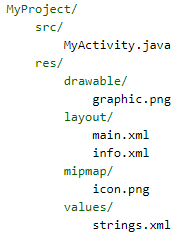 MyProject/
    src/
        MyActivity.java
    res/
        drawable/
            graphic.png
        layout/
            main.xml
            info.xml
        mipmap/
            icon.png
        values/
            strings.xml